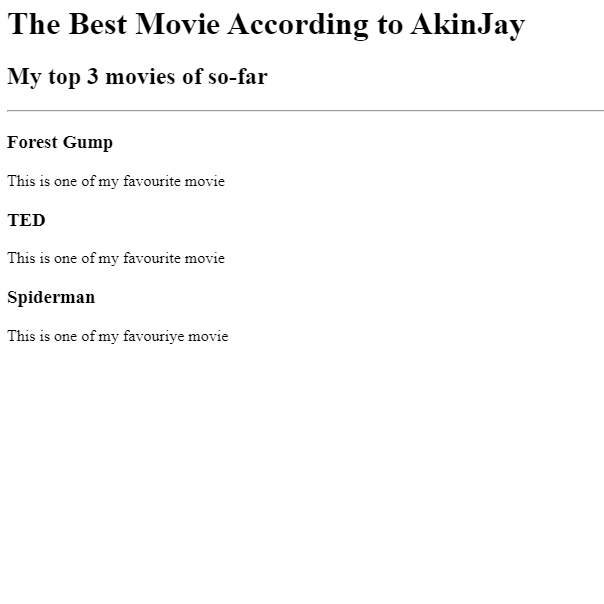 The Best Movie According to AkinJay
My top 3 movies of so-far
Forest Gump
This is one of my favourite movie
TED
This is one of my favourite movie
Spiderman
This is one of my favouriye movie